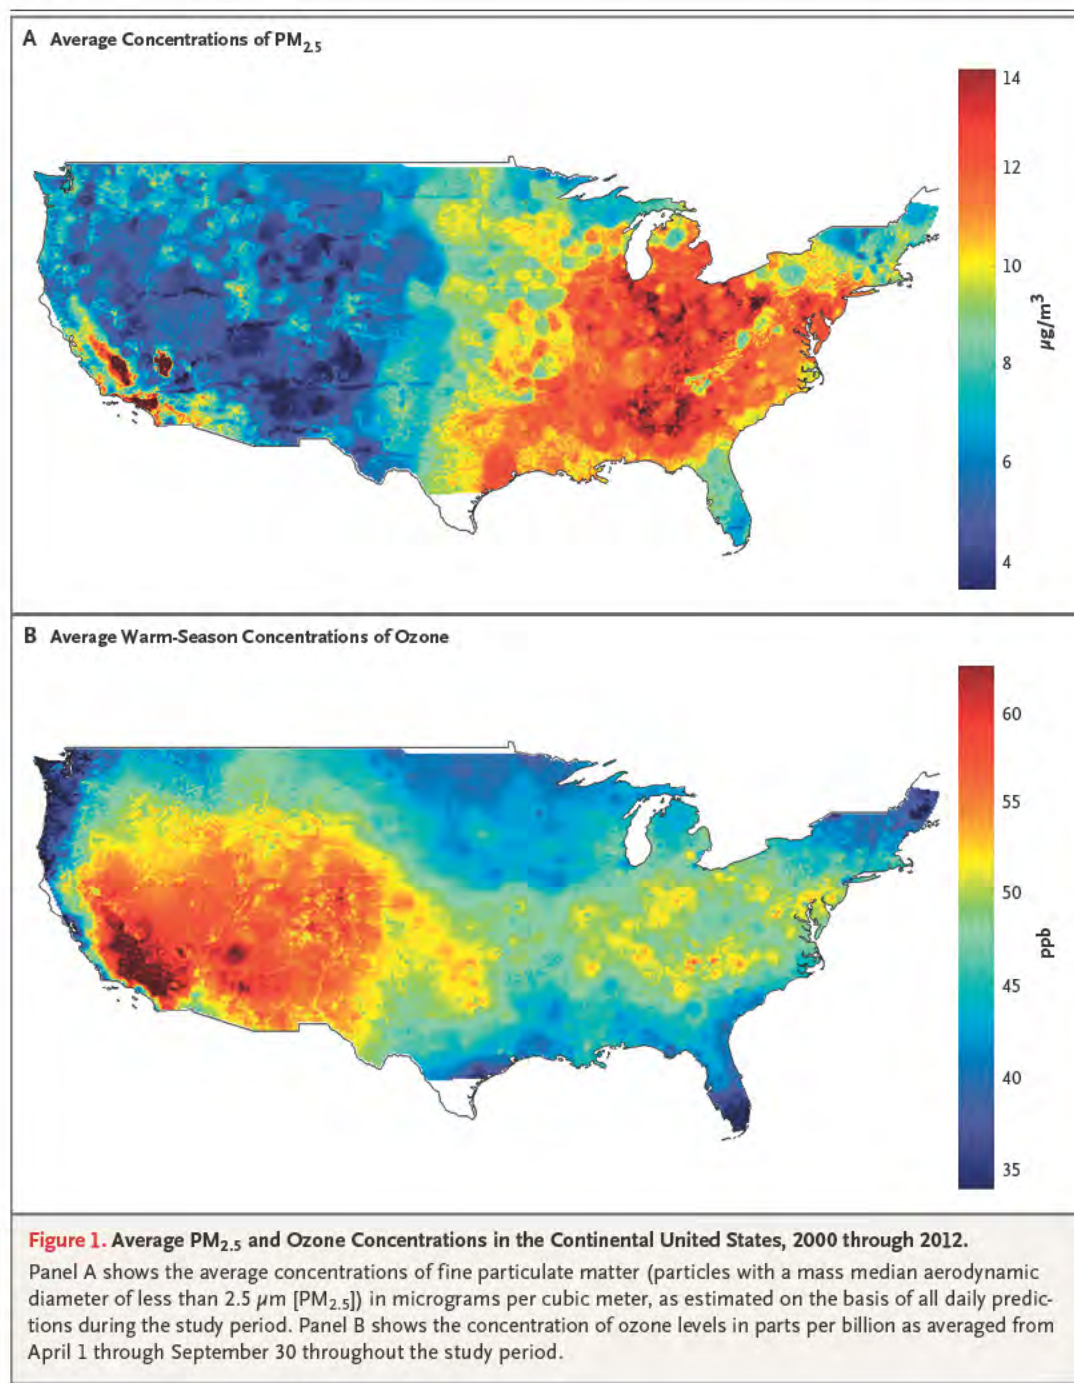 A Average Concentrations of PM2.5
14
12
10
8
6
4
µg/m3
B Average Warm-Season Concentrations of Ozone
60
55
50
45
40
35
ppb
Figure 1. Average PM2.5 and Ozone Concentrations in the Continental United States, 2000 through 2012.
Panel A shows the average concentrations of fine particulate matter (particles with a mass median aerodynamic
diameter of less than 2.5 µm [PM2.5]) in micrograms per cubic meter, as estimated on the basis of all daily predic-
tions during the study period. Panel B shows the concentration of ozone levels in parts per billion as averaged from
April 1 through September 30 throughout the study period.